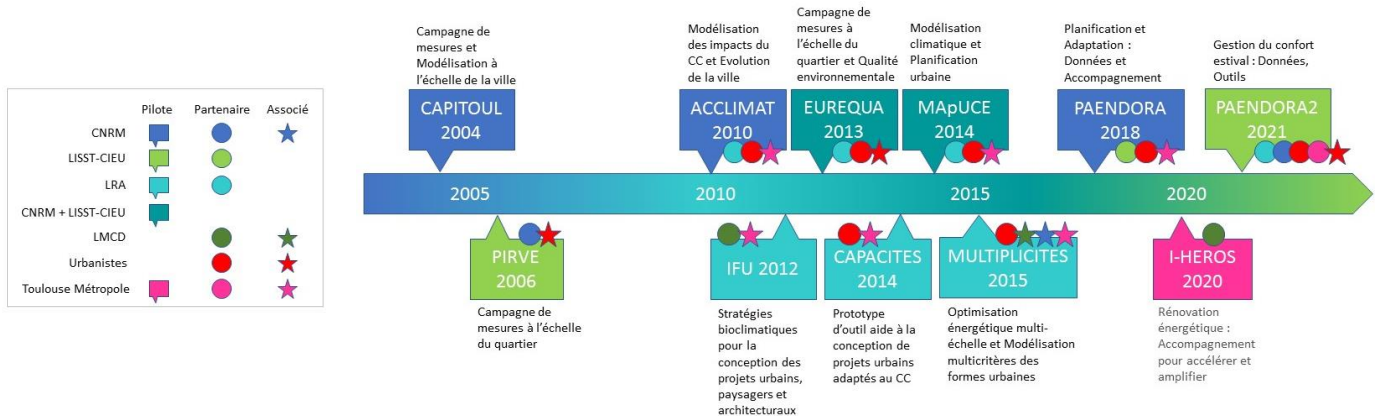 Pilote
Partenaire
Associé
CNRM
LISST-CIEU
LRA
CNRM + LISST-CIEU
LMCD
Urbanistes
Toulouse Métropole
Campagne de
mesures et
Modélisation à
l'échelle de la ville
CAPITOUL
2004
Modélisation
des impacts du
CC et Evolution
de la ville
ACCLIMAT
2010
Campagne de
mesures à
l'échelle du
quartier et Qualité
environnementale
EUREQUA
2013
Modélisation
climatique et
Planification
urbaine
MApUCE
2014
Planification et
Adaptation :
Données et
Accompagnement
PAENDORA
2018
Gestion du confort
estival : Données,
Outils
PAENDORA2
2021
2005
2010
2015
2020
PIRVE
2006
Campagne de
mesures à l'échelle
du quartier
IFU 2012
Stratégies
bioclimatiques
pour la
conception des
projets urbains,
paysagers et
architecturaux
CAPACITES
2014
Prototype
d'outil aide à la
conception de
projets urbains
adaptés au CC
MULTIPLICITES
2015
Optimisation
énergétique multi-
échelle et Modélisation
multicritères des
formes urbaines
I-HEROS
2020
Rénovation
énergétique :
Accompagnement
pour accélérer et
amplifier